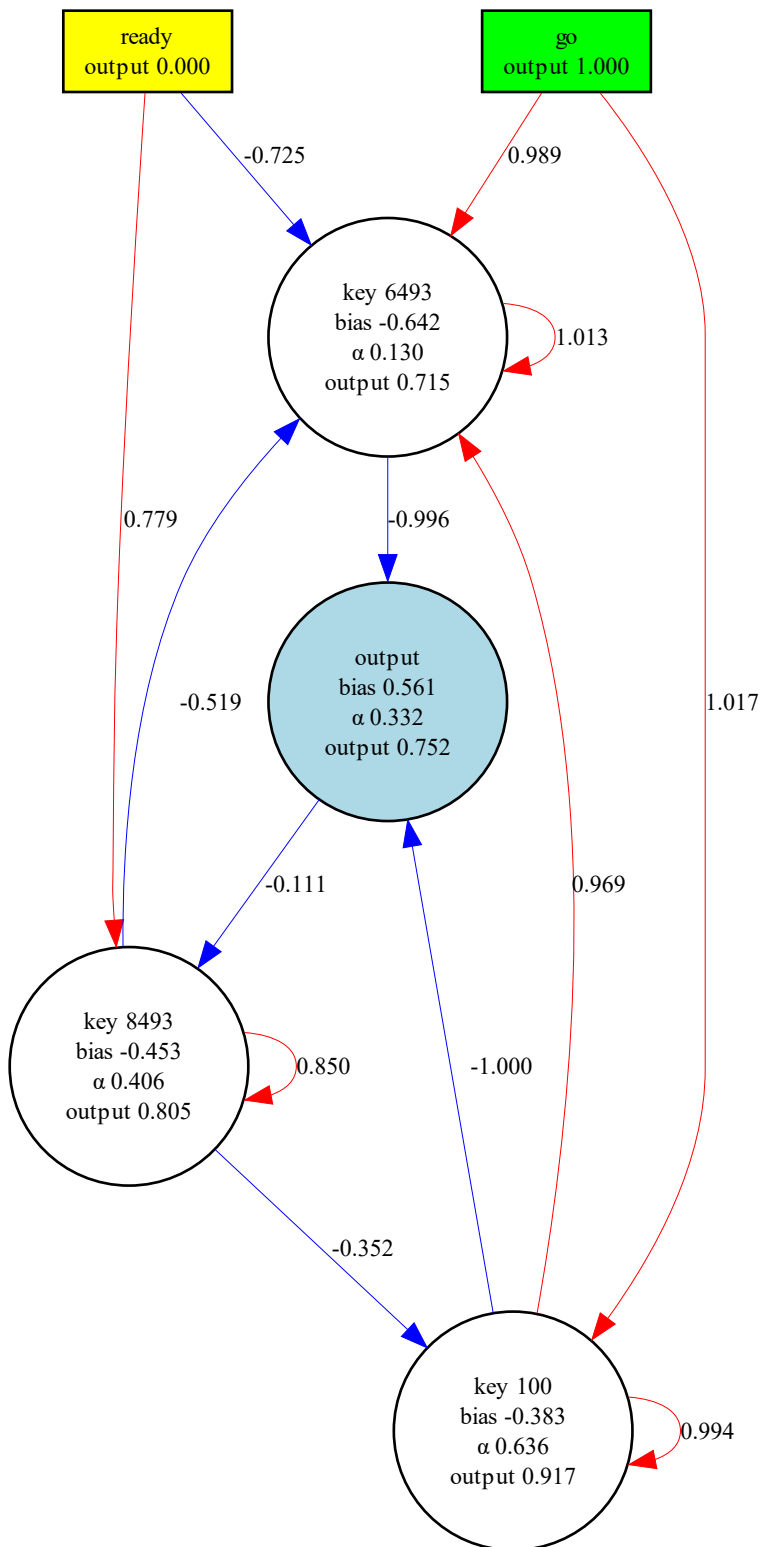 ready
output 0.000
go
output 1.000
-0.725
0.989
key 6493
bias -0.642
α 0.130
output 0.715
1.013
0.779
-0.996
output
bias 0.561
α 0.332
output 0.752
-0.519
1.017
-0.111
0.969
key 8493
bias -0.453
α 0.406
output 0.805
0.850
-1.000
-0.352
key 100
bias -0.383
α 0.636
output 0.917
0.994